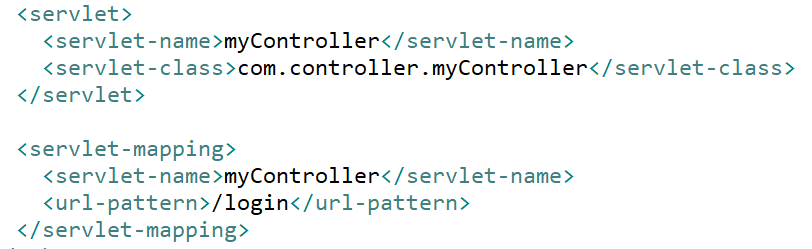 <servlet>
<servlet-name>myController</servlet-name>
<servlet-class>com.controller.myController</servlet-class>
</servlet>
<servlet-mapping>
<servlet-name>myController</servlet-name>
<url-pattern>/login</url-pattern>
</servlet-mapping>